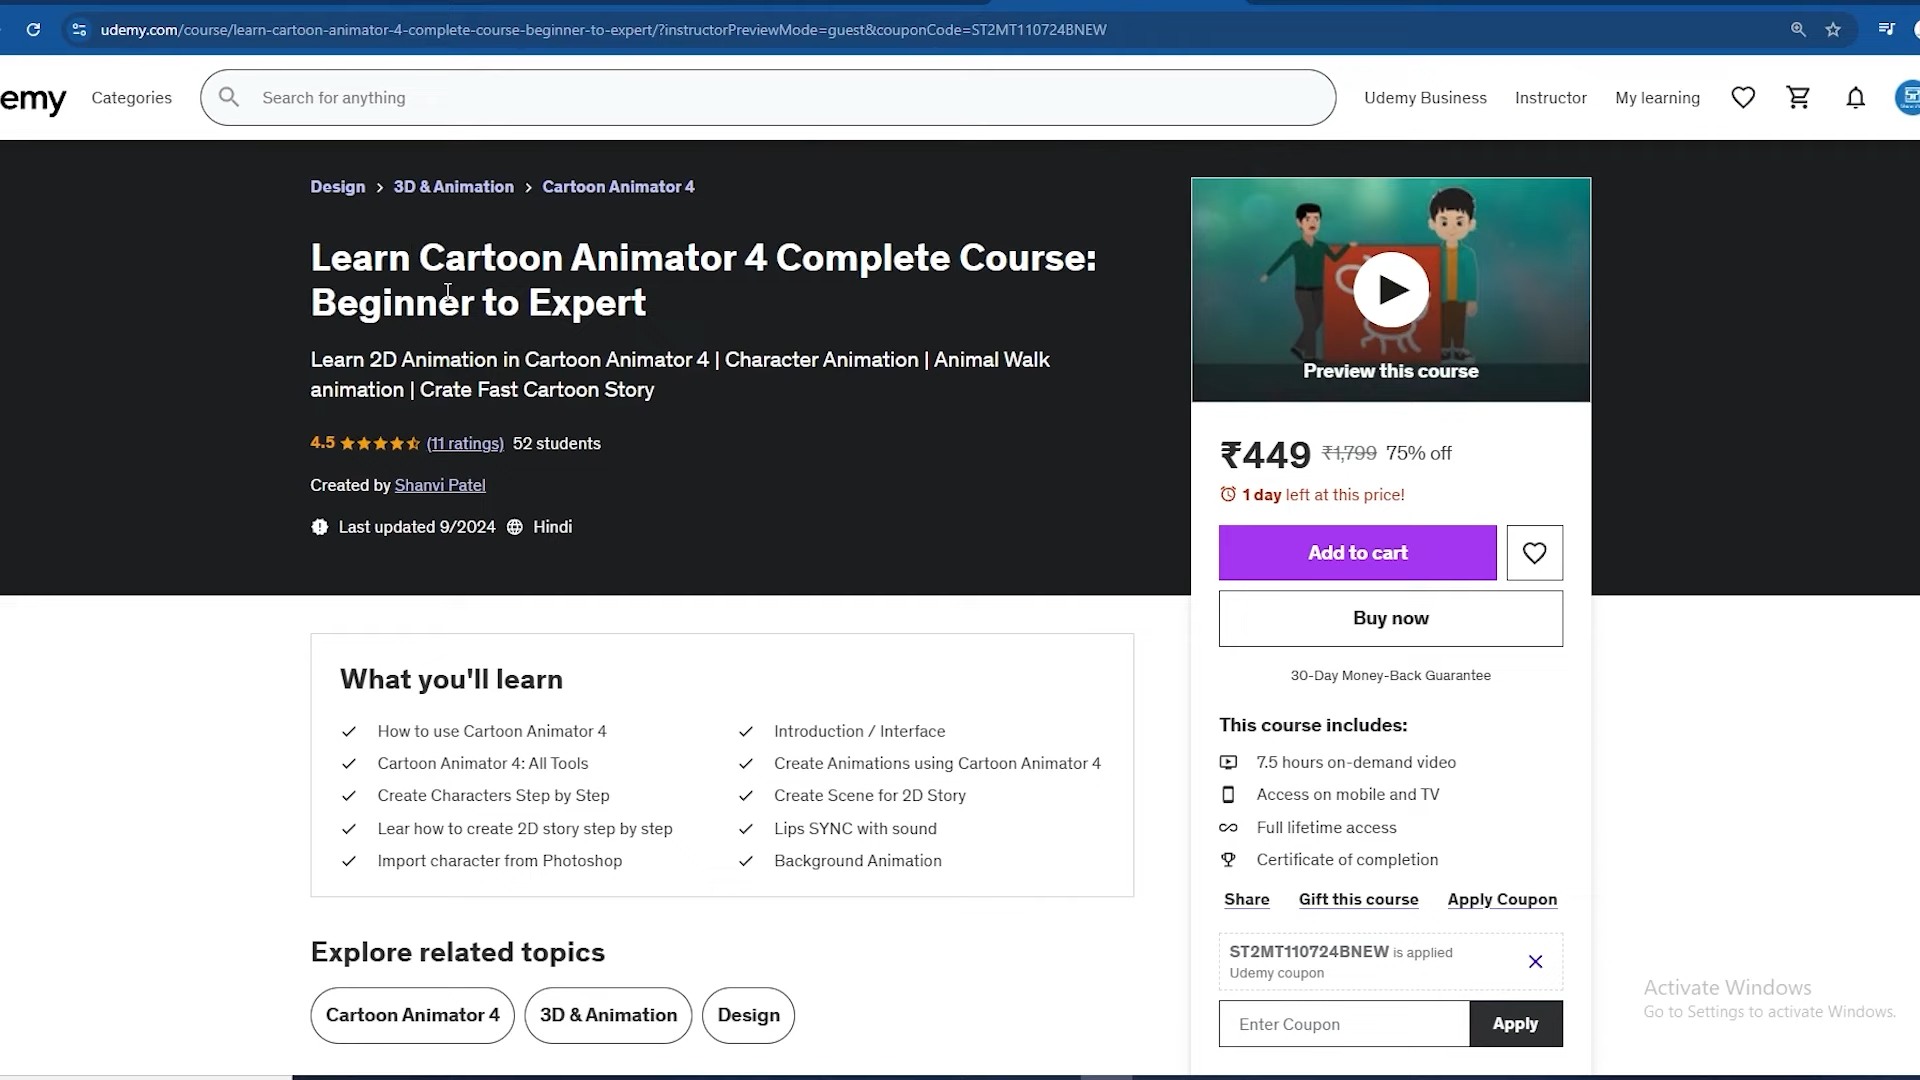 udemy.com/course/learn-cartoon-animator-4-complete-course-beginner-to-expert/?instructorPreviewMode=guest&couponCode=ST2MT110724BNEW
emy
Categories
Search for anything
Udemy Business
Instructor
My learning
Design > 3D & Animation > Cartoon Animator 4
Learn Cartoon Animator 4 Complete Course:
Beginner to Expert
Learn 2D Animation in Cartoon Animator 4 | Character Animation | Animal Walk
animation | Crate Fast Cartoon Story
4.5 (11 ratings) 52 students
Created by Shanvi Patel
Last updated 9/2024 Hindi
Preview this course
₹449 ₹1,799 75% off
1 day left at this price!
Add to cart
Buy now
30-Day Money-Back Guarantee
This course includes:
7.5 hours on-demand video
Access on mobile and TV
Full lifetime access
Certificate of completion
Share
Gift this course
Apply Coupon
ST2MT110724BNEW is applied
Udemy coupon
Enter Coupon
Apply
What you'll learn
How to use Cartoon Animator 4
Cartoon Animator 4: All Tools
Create Characters Step by Step
Lear how to create 2D story step by step
Import character from Photoshop
Introduction / Interface
Create Animations using Cartoon Animator 4
Create Scene for 2D Story
Lips SYNC with sound
Background Animation
Explore related topics
Cartoon Animator 4
3D & Animation
Design
Activate Windows
Go to Settings to activate Windows.